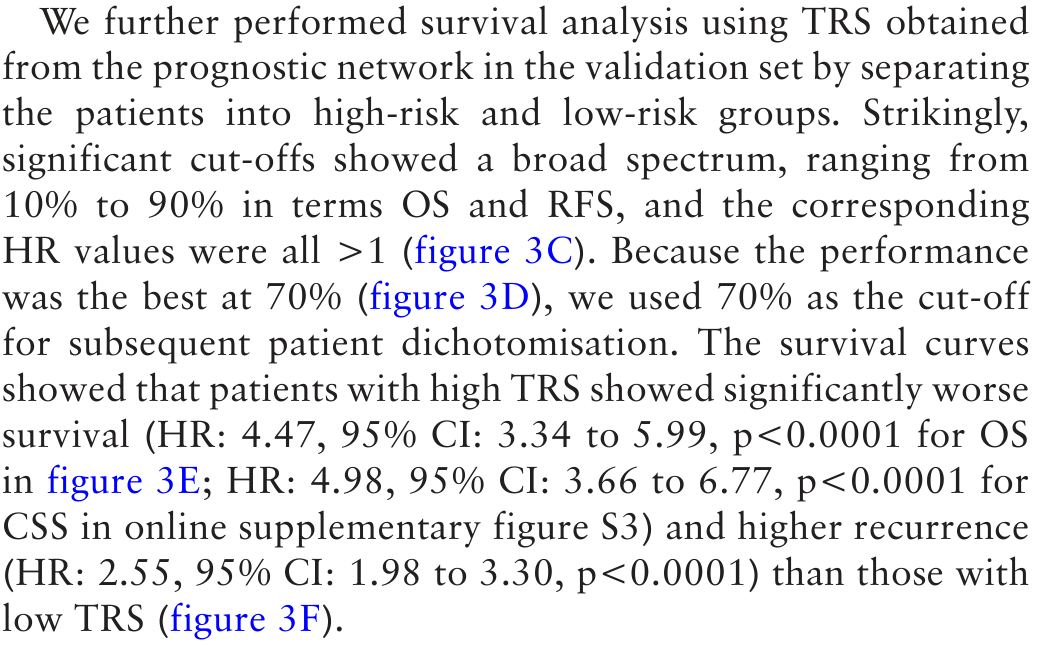 We further performed survival analysis using TRS obtained
from the prognostic network in the validation set by separating
the patients into high-risk and low-risk groups. Strikingly,
significant cut-offs showed a broad spectrum, ranging from
10% to 90% in terms OS and RFS, and the corresponding
HR values were all >1 (figure 3C). Because the performance
was the best at 70% (figure 3D), we used 70% as the cut-off
for subsequent patient dichotomisation. The survival curves
showed that patients with high TRS showed significantly worse
survival (HR: 4.47, 95% CI: 3.34 to 5.99, p<0.0001 for OS
in figure 3E; HR: 4.98, 95% CI: 3.66 to 6.77, p<0.0001 for
CSS in online supplementary figure S3) and higher recurrence
(HR: 2.55, 95% CI: 1.98 to 3.30, p<0.0001) than those with
low TRS (figure 3F).